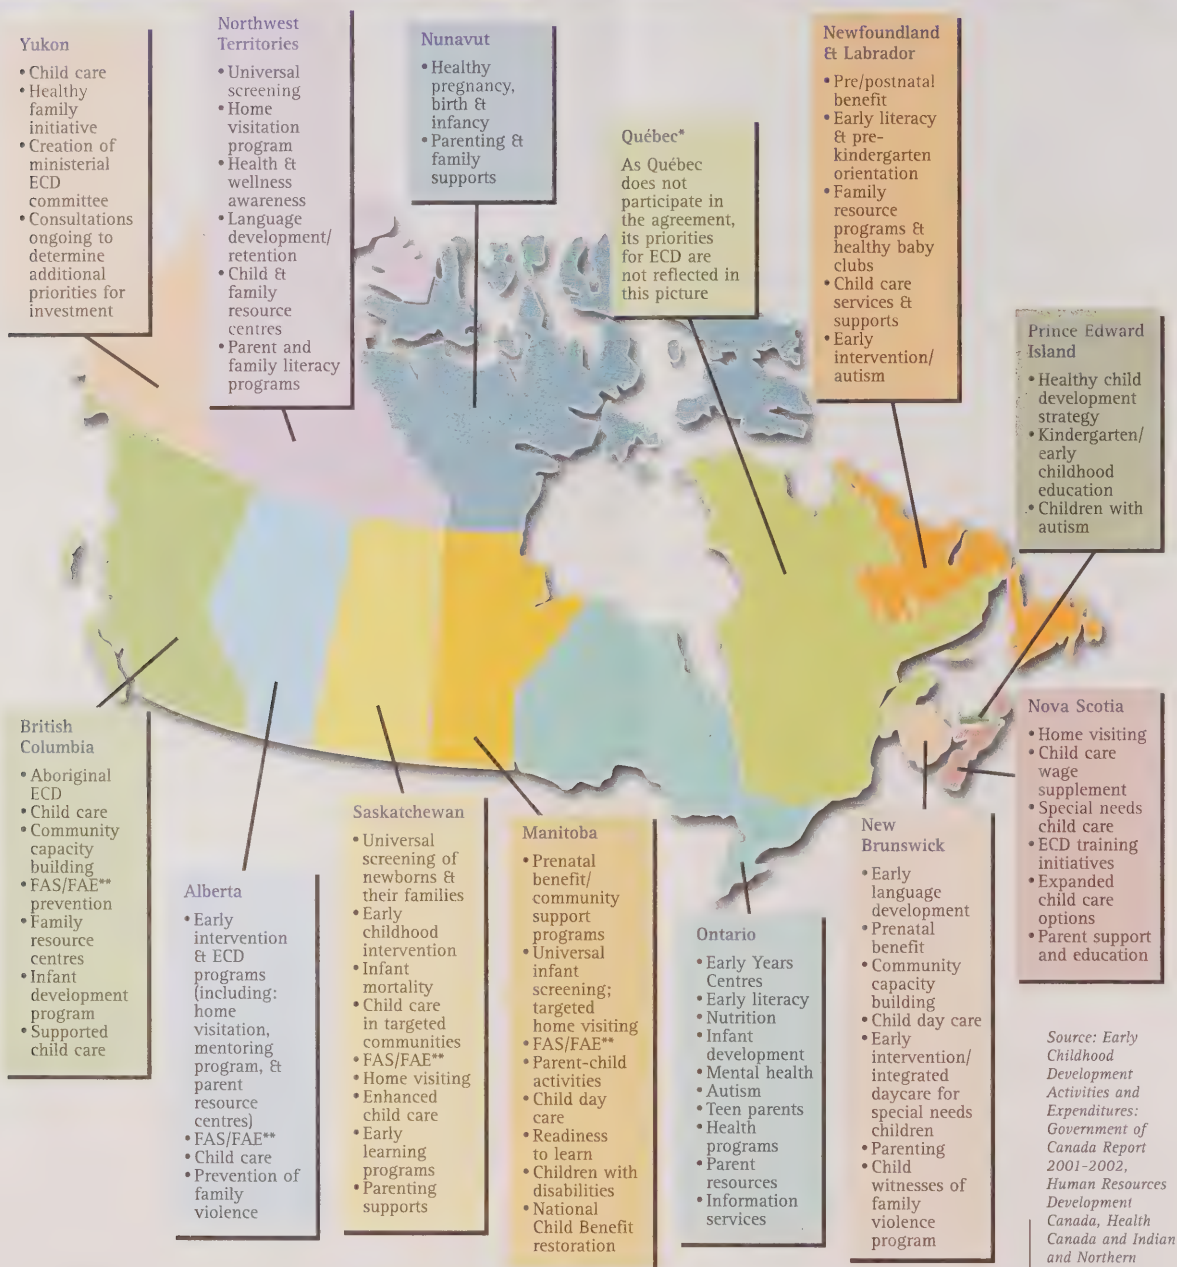 Yukon
• Child care
• Healthy
family
initiative
• Creation of
ministerial
ECD
committee
• Consultations
ongoing to
determine
additional
priorities for
investment
Northwest
Territories
• Universal
screening
• Home
visitation
program
• Health &
wellness
awareness
• Language
development/
retention
• Child &
family
resource
centres
• Parent and
family literacy
programs
Nunavut
• Healthy
pregnancy,
birth &
infancy
• Parenting &
family
supports
Québec*
As Québec
does not
participate in
the agreement,
its priorities
for ECD are
not reflected in
this picture
Newfoundland
& Labrador
• Pre/postnatal
benefit
• Early literacy
& pre-
kindergarten
orientation
• Family
resource
programs &
healthy baby
clubs
• Child care
services &
supports
• Early
intervention/
autism
Prince Edward
Island
• Healthy child
development
strategy
• Kindergarten/
early
childhood
education
• Children with
autism
British
Columbia
• Aboriginal
ECD
• Child care
• Community
capacity
building
• FAS/FAE**
prevention
• Family
resource
centres
• Infant
development
program
• Supported
child care
Alberta
• Early
intervention
& ECD
programs
(including:
home
visitation,
mentoring
program, &
parent
resource
centres)
• FAS/FAE**
• Child care
• Prevention of
family
violence
Saskatchewan
• Universal
screening of
newborns &
their families
• Early
childhood
intervention
• Infant
mortality
• Child care
in targeted
communities
• FAS/FAE**
• Home visiting
• Enhanced
child care
• Early
learning
programs
• Parenting
supports
Manitoba
• Prenatal
benefit/
community
support
programs
• Universal
infant
screening;
targeted
home visiting
• FAS/FAE**
• Parent-child
activities
• Child day
care
• Readiness
to learn
• Children with
disabilities
• National
Child Benefit
restoration
Ontario
• Early Years
Centres
• Early literacy
• Nutrition
• Infant
development
• Mental health
• Autism
• Teen parents
• Health
programs
• Parent
resources
• Information
services
New
Brunswick
• Early
language
development
• Prenatal
benefit
• Community
capacity
building
• Child day care
• Early
intervention/
integrated
daycare for
special needs
children
• Parenting
• Child
witnesses of
family
violence
program
Nova Scotia
• Home visiting
• Child care
wage
supplement
• Special needs
child care
• ECD training
initiatives
• Expanded
child care
options
• Parent support
and education
Source: Early
Childhood
Development
Activities and
Expenditures:
Government of
Canada Report
2001-2002,
Human Resources
Development
Canada, Health
Canada and Indian
and Northern